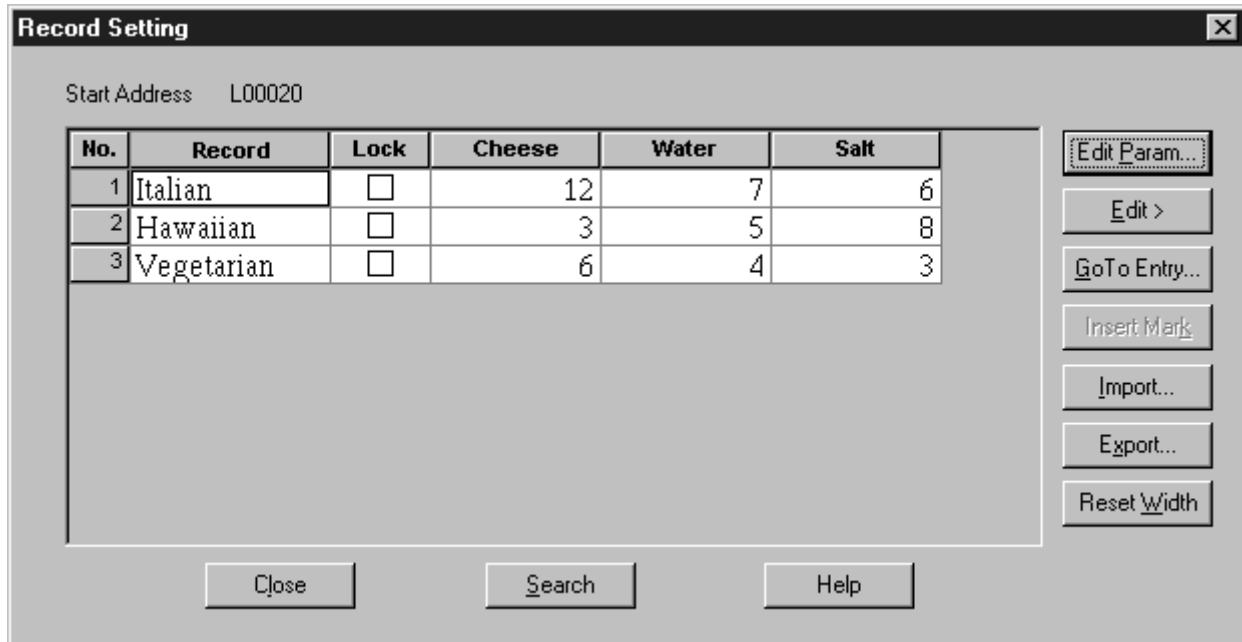 Record Setting
Start Address L00020
No. Record Lock Cheese Water Salt
1 Italian 12 7 6
2 Hawaiian 3 5 8
3 Vegetarian 6 4 3
Edit Param...
Edit >
GoTo Entry...
Insert Mark
Import...
Export...
Reset Width
Close Search Help